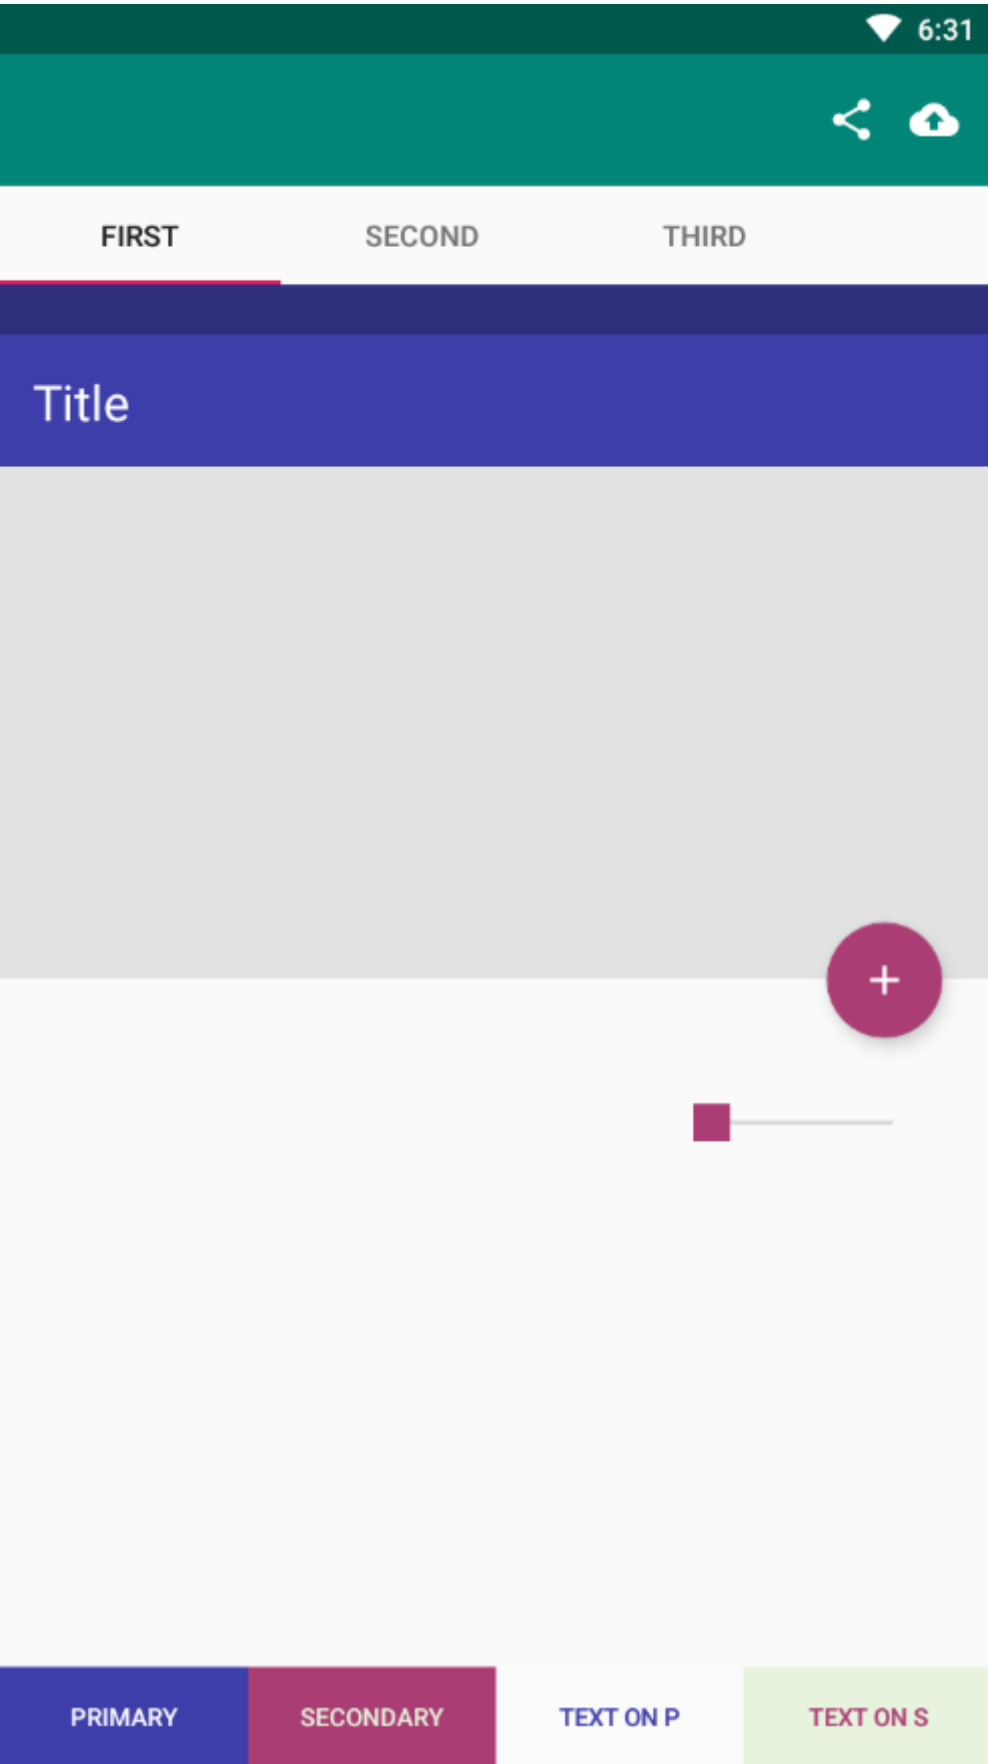 6:31
FIRST SECOND THIRD
Title
PRIMARY SECONDARY TEXT ON P TEXT ON S